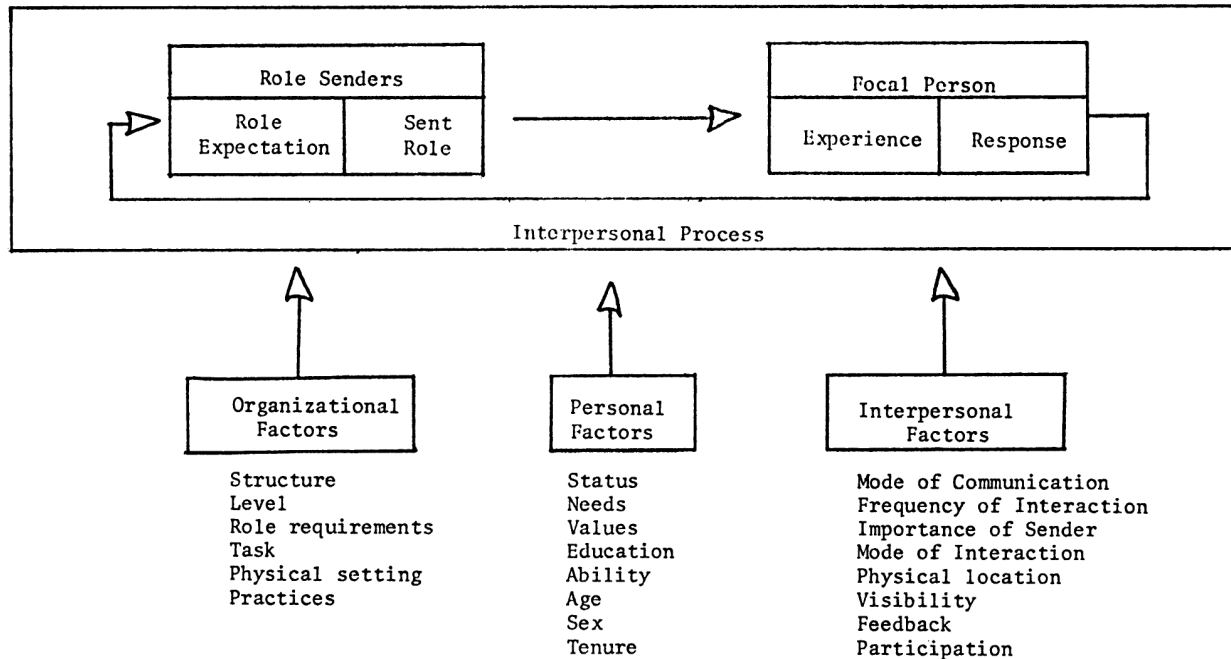 Role Senders
Role Expectation
Sent Role
Focal Person
Experience
Response
Interpersonal Process
Organizational
Factors
Structure
Level
Role requirements
Task
Physical setting
Practices
Personal
Factors
Status
Needs
Values
Education
Ability
Age
Sex
Tenure
Interpersonal
Factors
Mode of Communication
Frequency of Interaction
Importance of Sender
Mode of Interaction
Physical location
Visibility
Feedback
Participation